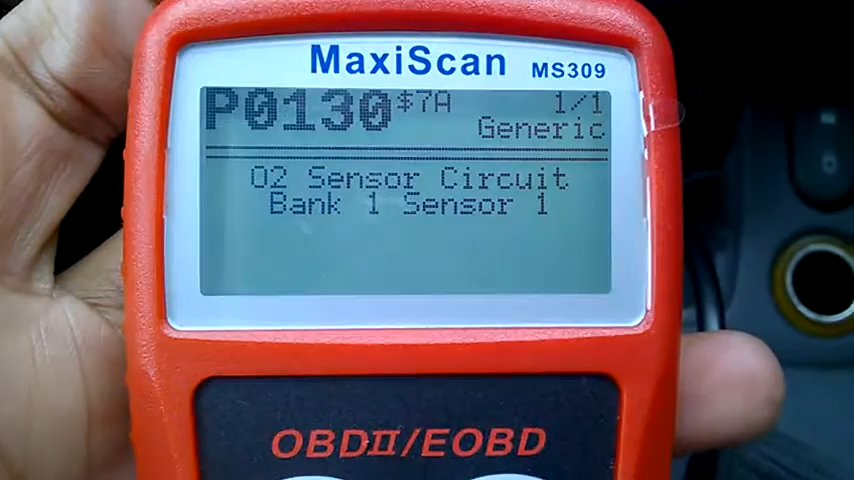 MaxiScan MS309
P0130 $7A 1/1
Generic
O2 Sensor Circuit
Bank 1 Sensor 1
OBDII/EOBD